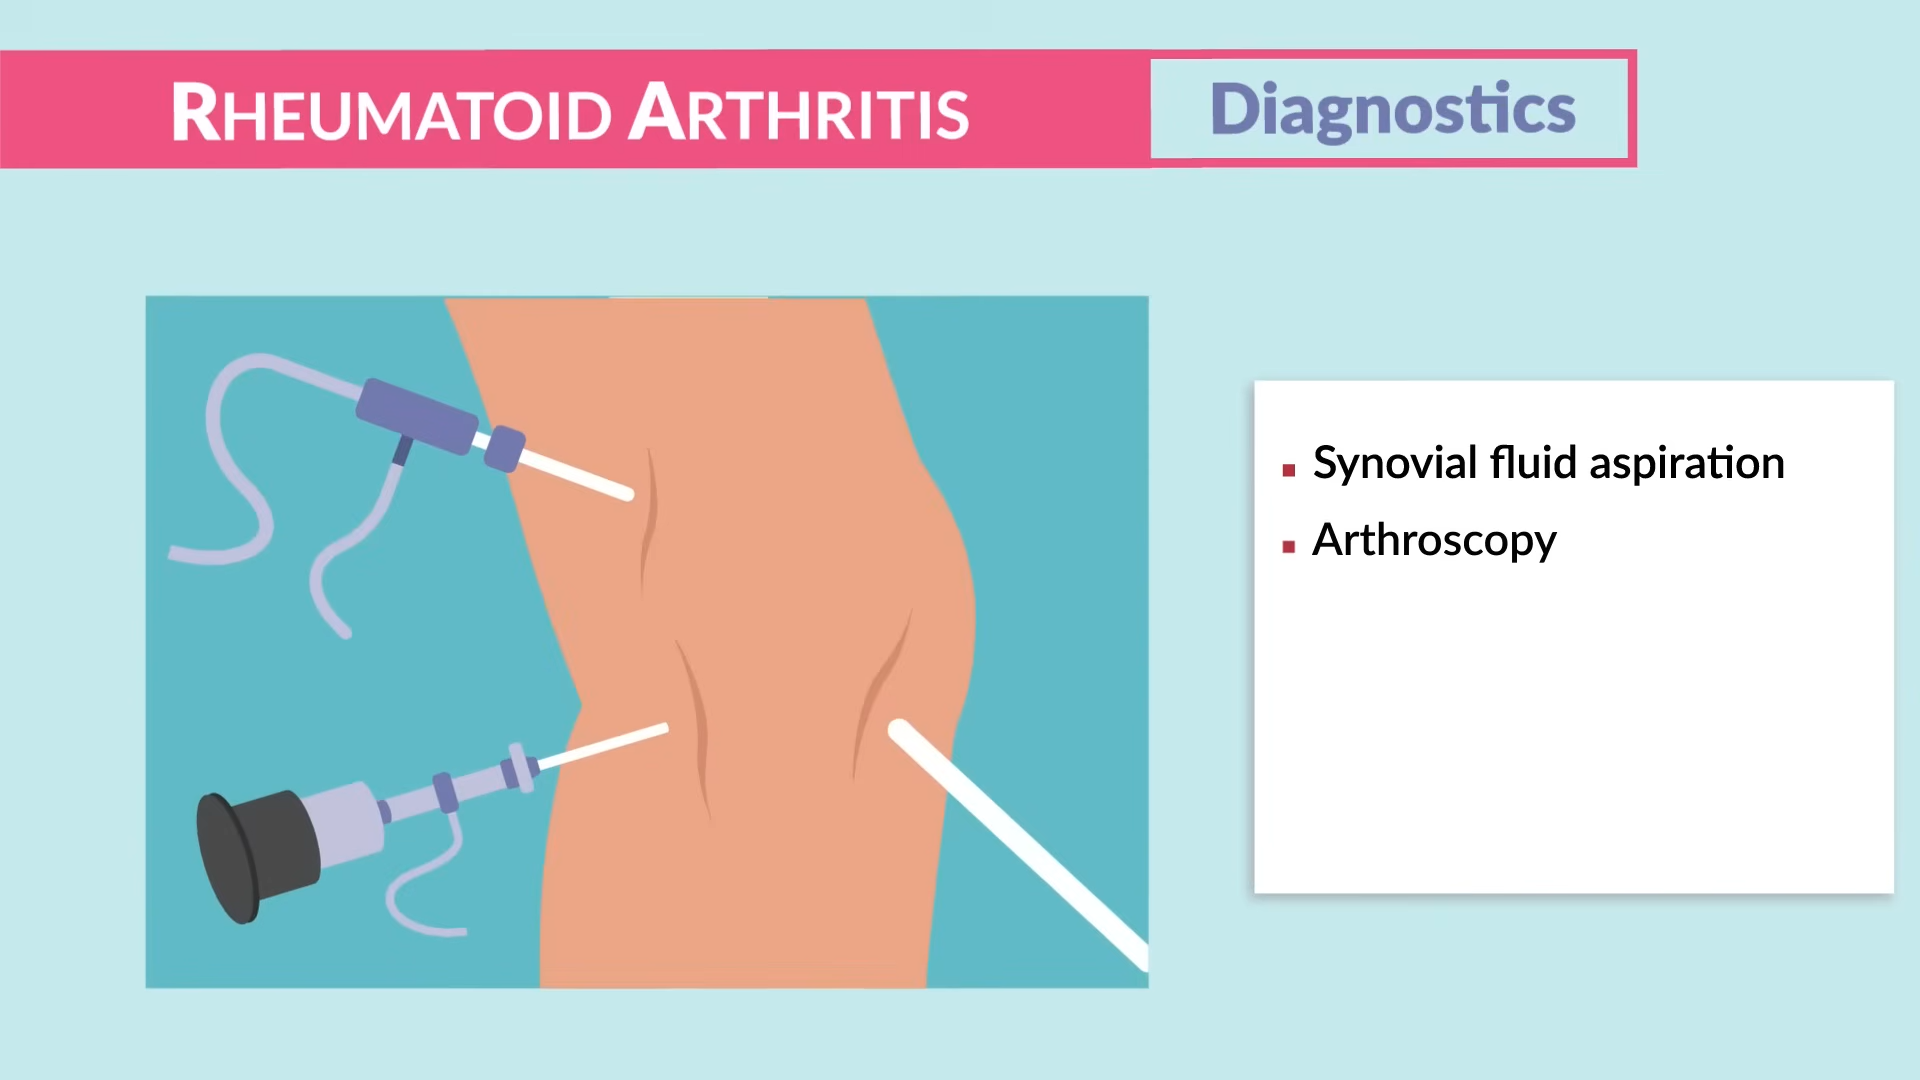 RHEUMATOID ARTHRITIS
Diagnostics
Synovial fluid aspiration
Arthroscopy